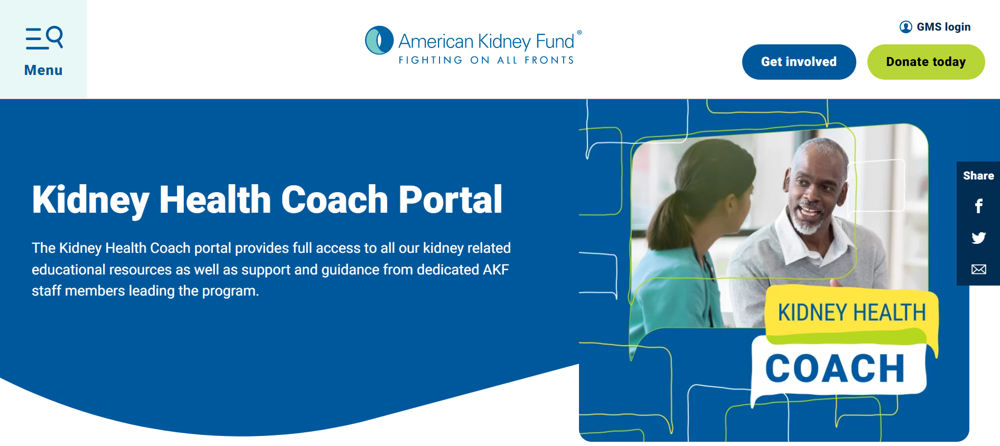 Menu
American Kidney Fund®
FIGHTING ON ALL FRONTS
GMS login
Get involved
Donate today
Kidney Health Coach Portal
The Kidney Health Coach portal provides full access to all our kidney related
educational resources as well as support and guidance from dedicated AKF
staff members leading the program.
KIDNEY HEALTH
COACH
Share